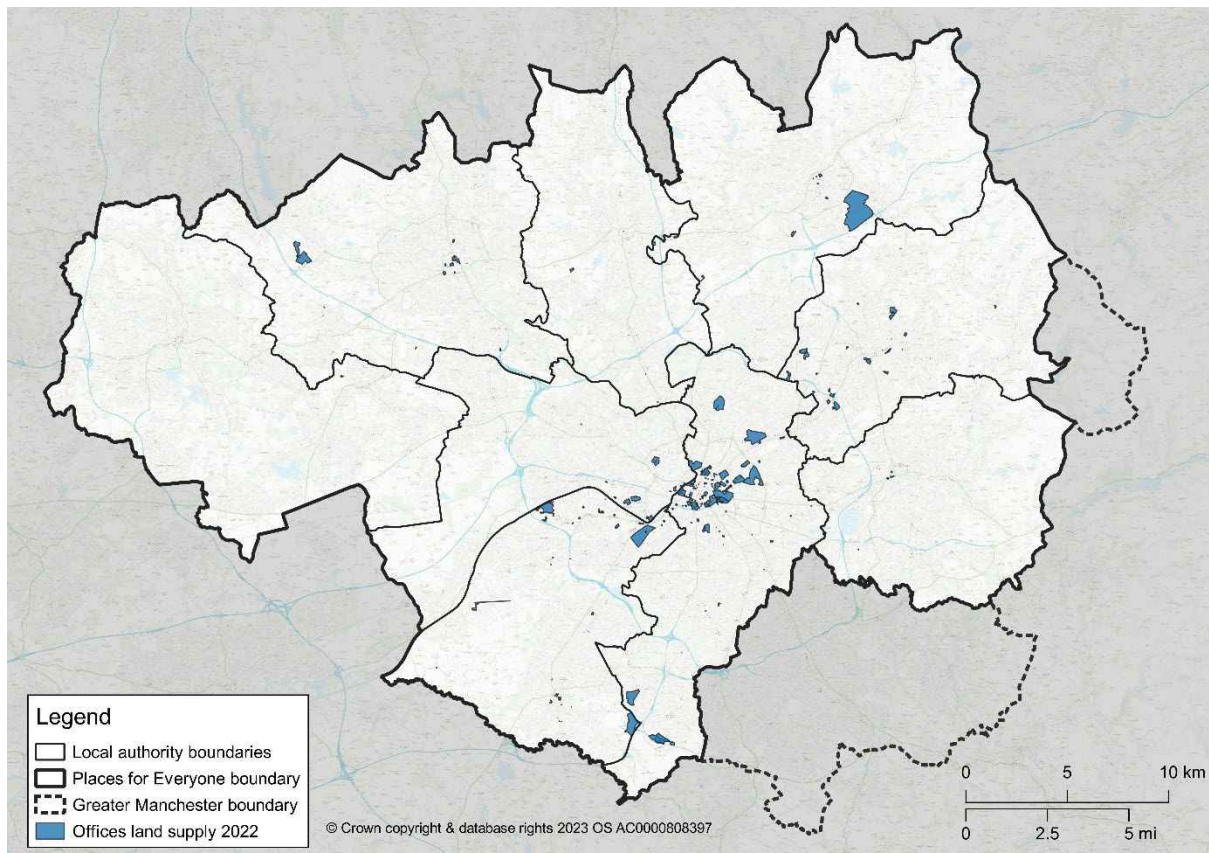 Legend
Local authority boundaries
Places for Everyone boundary
Greater Manchester boundary
Offices land supply 2022
© Crown copyright & database rights 2023 OS AC0000808397
0 5 10 km
0 2.5 5 mi